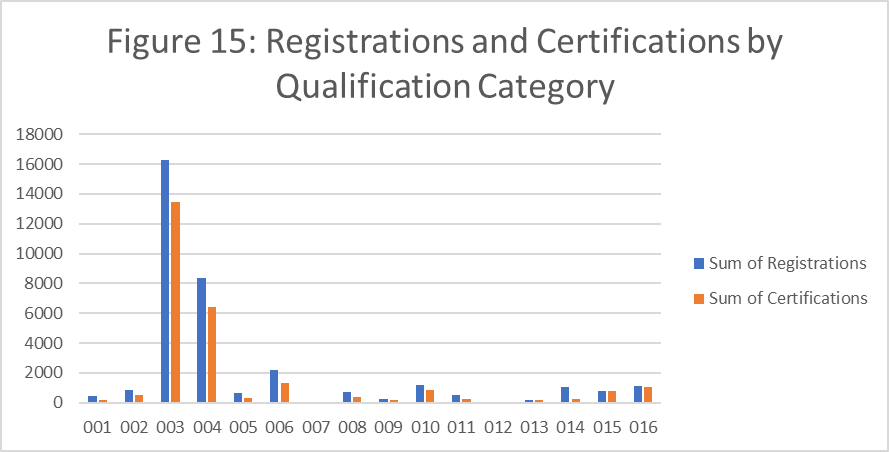 Figure 15: Registrations and Certifications by
Qualification Category
18000
16000
14000
12000
10000
8000
6000
4000
2000
0
001 002 003 004 005 006 007 008 009 010 011 012 013 014 015 016
Sum of Registrations
Sum of Certifications